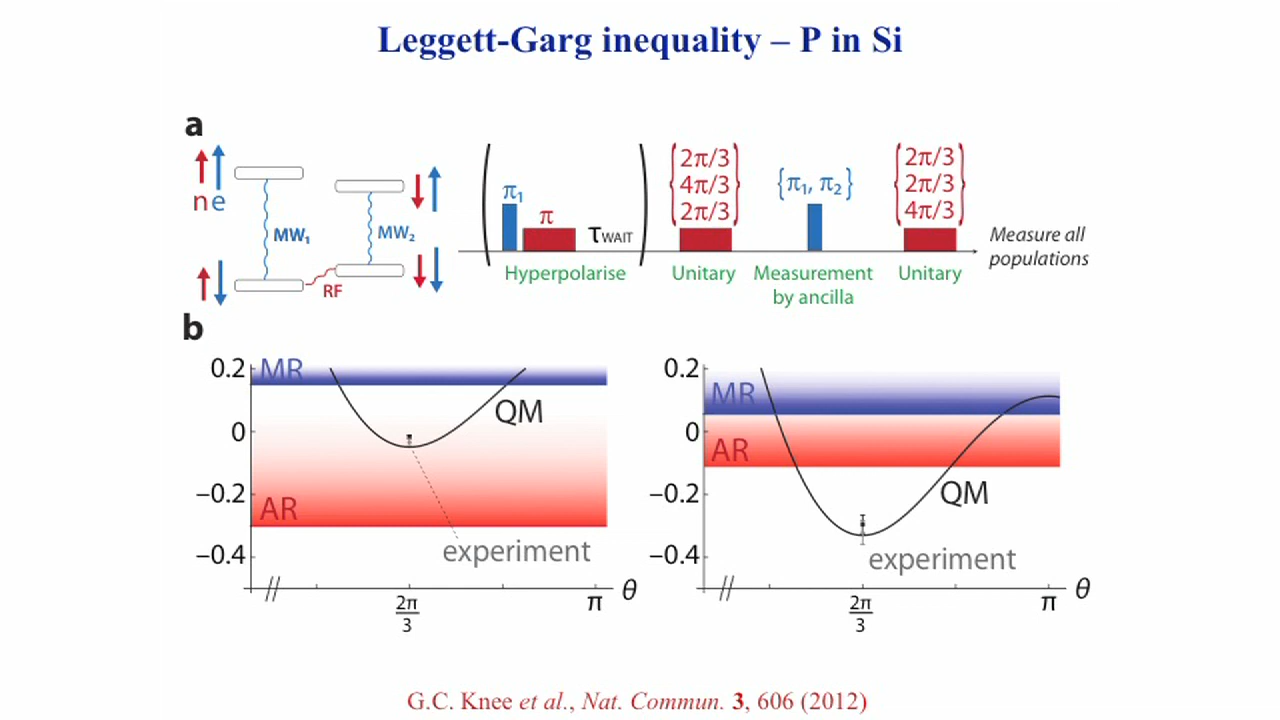 Leggett-Garg inequality – P in Si
a
n e
MW₁
MW₂
RF
π₁
π
τWAIT
Hyperpolarise
2π/3
4π/3
2π/3
Unitary
{π₁, π₂}
Measurement
by ancilla
2π/3
2π/3
4π/3
Unitary
Measure all
populations
b
0.2
0
–0.2
–0.4
MR
QM
AR
experiment
2π
3
π
θ
0.2
0
–0.2
–0.4
MR
AR
QM
experiment
2π
3
π
θ
G.C. Knee et al., Nat. Commun. 3, 606 (2012)